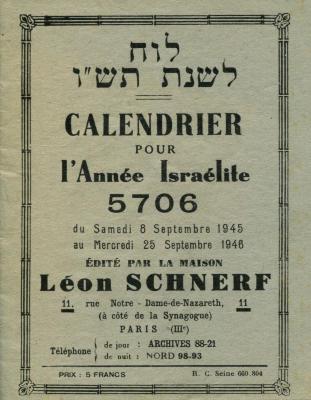 לוח
לשנת תש"ו
CALENDRIER
POUR
l'Année Israélite
5706
du Samedi 8 Septembre 1945
au Mercredi 25 Septembre 1946
ÉDITÉ PAR LA MAISON
Léon SCHNERF
11, rue Notre - Dame-de-Nazareth, 11
(à côté de la Synagogue)
PARIS (IIIe)
Téléphone { de jour : ARCHIVES 88-21
de nuit : NORD 98-93
PRIX : 5 FRANCS R. C. Seine 660.804